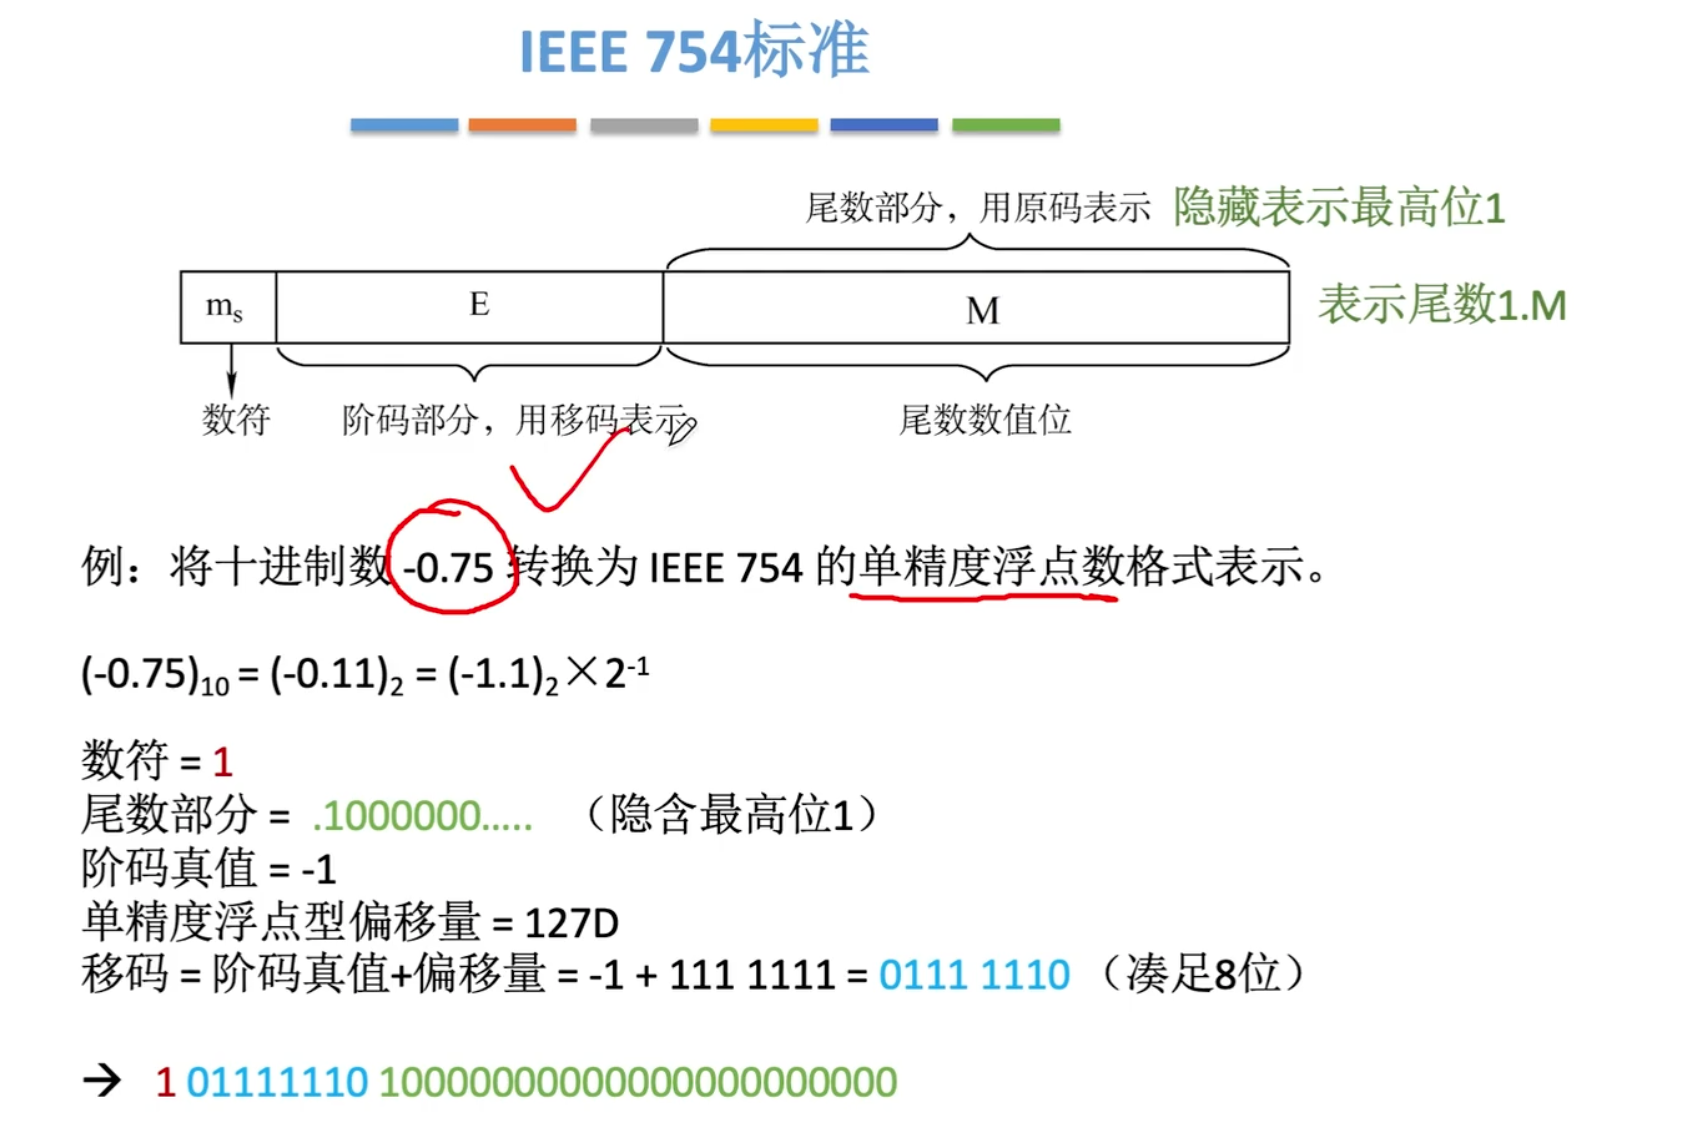 IEEE 754标准
尾数部分，用原码表示 隐藏表示最高位1
mₛ E M 表示尾数1.M
数符 阶码部分，用移码表示 尾数数值位
例：将十进制数 -0.75 转换为 IEEE 754 的单精度浮点数格式表示。
(-0.75)₁₀ = (-0.11)₂ = (-1.1)₂×2⁻¹
数符 = 1
尾数部分 = .1000000..... （隐含最高位1）
阶码真值 = -1
单精度浮点型偏移量 = 127D
移码 = 阶码真值+偏移量 = -1 + 111 1111 = 0111 1110 （凑足8位）
→ 1 01111110 10000000000000000000000